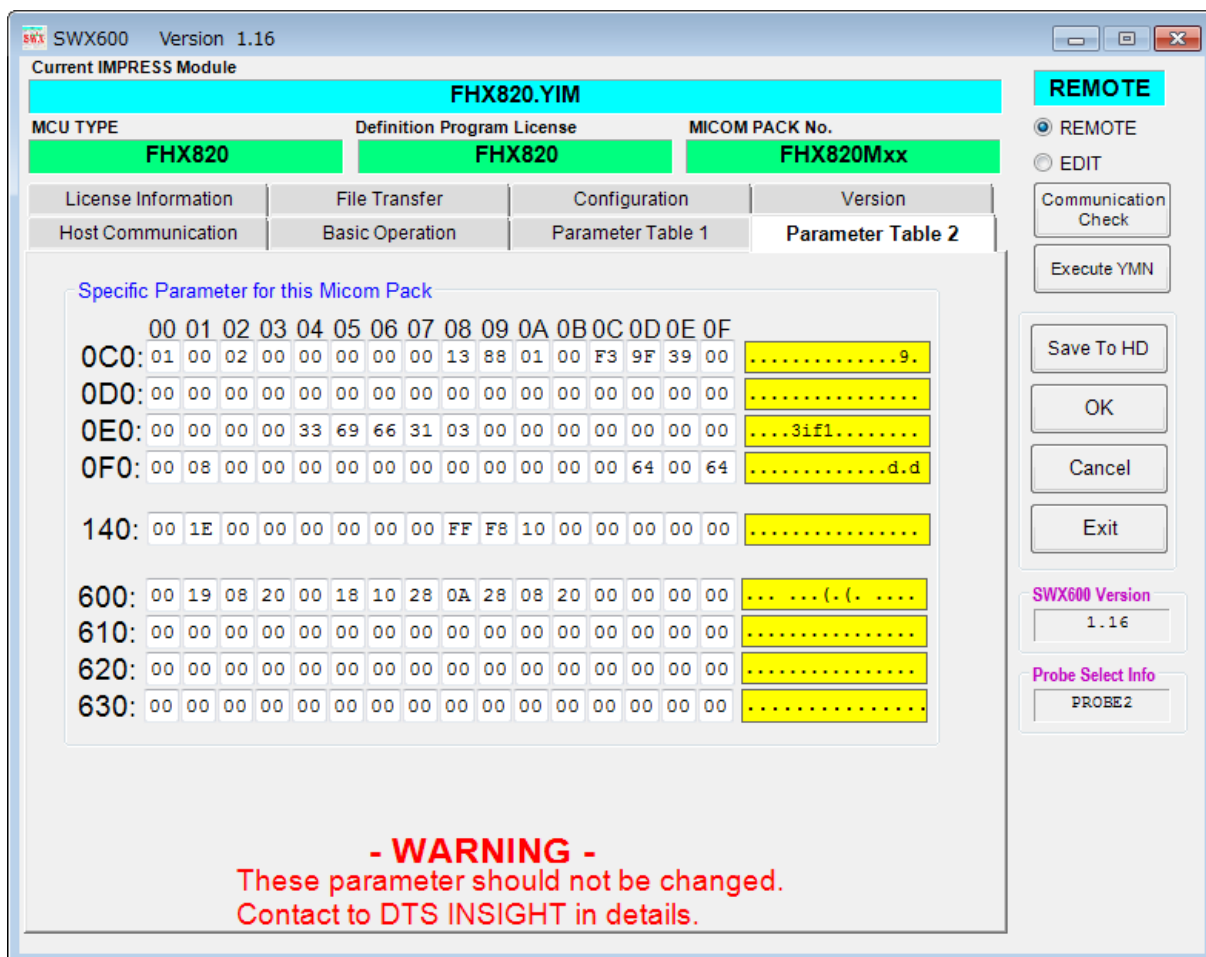 SWX600 Version 1.16
Current IMPRESS Module
FHX820.YIM
MCU TYPE Definition Program License MICOM PACK No.
FHX820 FHX820 FHX820Mxx
License Information File Transfer Configuration Version
Host Communication Basic Operation Parameter Table 1 Parameter Table 2
Specific Parameter for this Micom Pack
00 01 02 03 04 05 06 07 08 09 0A 0B 0C 0D 0E 0F
0C0: 01 00 02 00 00 00 00 00 13 88 01 00 F3 9F 39 00 ..............9.
0D0: 00 00 00 00 00 00 00 00 00 00 00 00 00 00 00 00 ................
0E0: 00 00 00 00 33 69 66 31 03 00 00 00 00 00 00 00 ....3if1........
0F0: 00 08 00 00 00 00 00 00 00 00 00 00 00 64 00 64 .............d.d
140: 00 1E 00 00 00 00 00 00 FF F8 10 00 00 00 00 00 ................
600: 00 19 08 20 00 18 10 28 0A 28 08 20 00 00 00 00 ... ...(.(. ....
610: 00 00 00 00 00 00 00 00 00 00 00 00 00 00 00 00 ................
620: 00 00 00 00 00 00 00 00 00 00 00 00 00 00 00 00 ................
630: 00 00 00 00 00 00 00 00 00 00 00 00 00 00 00 00 ................
- WARNING -
These parameter should not be changed.
Contact to DTS INSIGHT in details.
REMOTE
REMOTE
EDIT
Communication
Check
Execute YMN
Save To HD
OK
Cancel
Exit
SWX600 Version
1.16
Probe Select Info
PROBE2